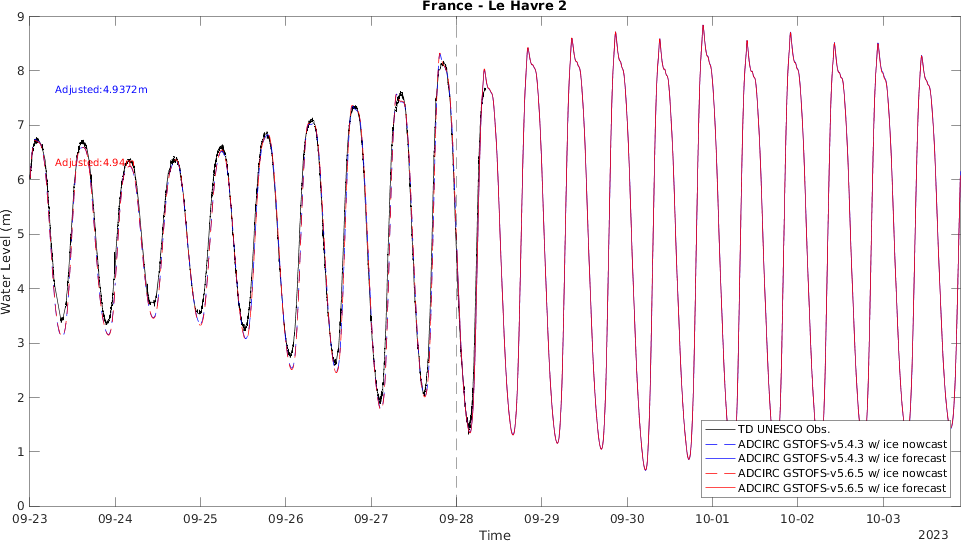 France - Le Havre 2
9
8
7
6
5
4
3
2
1
0
Water Level (m)
Adjusted:4.9372m
Adjusted:4.94
TD UNESCO Obs.
ADCIRC GSTOFS-v5.4.3 w/ ice nowcast
ADCIRC GSTOFS-v5.4.3 w/ ice forecast
ADCIRC GSTOFS-v5.6.5 w/ ice nowcast
ADCIRC GSTOFS-v5.6.5 w/ ice forecast
09-23 09-24 09-25 09-26 09-27 09-28 09-29 09-30 10-01 10-02 10-03
Time
2023